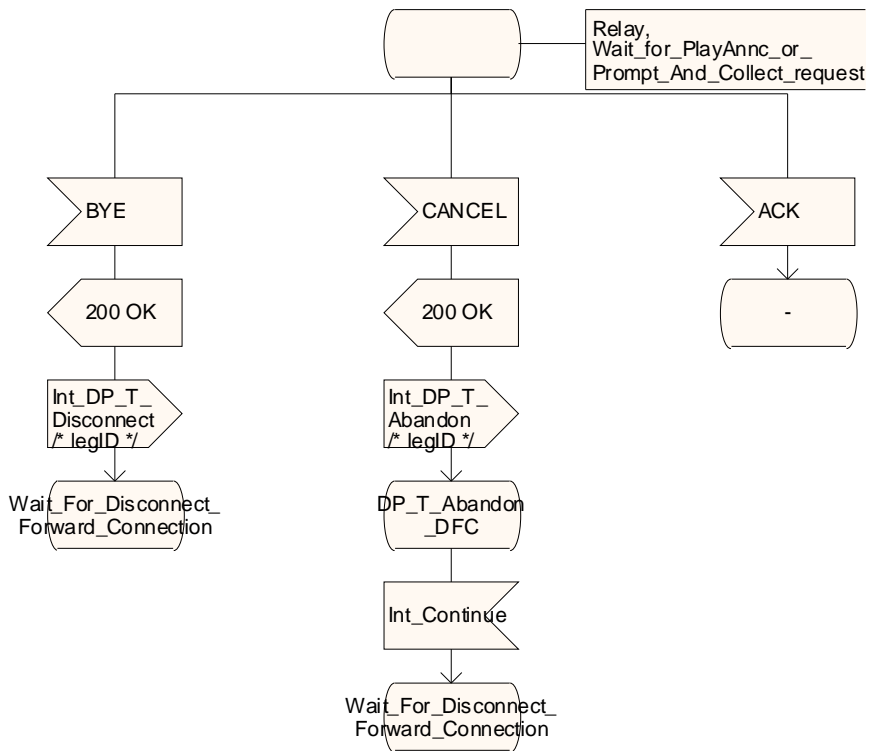 Relay,
Wait_for_PlayAnnc_or_
Prompt_And_Collect_request
BYE
CANCEL
ACK
200 OK
200 OK
-
Int_DP_T_
Disconnect
/* legID */
Int_DP_T_
Abandon
/* legID */
Wait_For_Disconnect_
Forward_Connection
DP_T_Abandon
_DFC
Int_Continue
Wait_For_Disconnect_
Forward_Connection